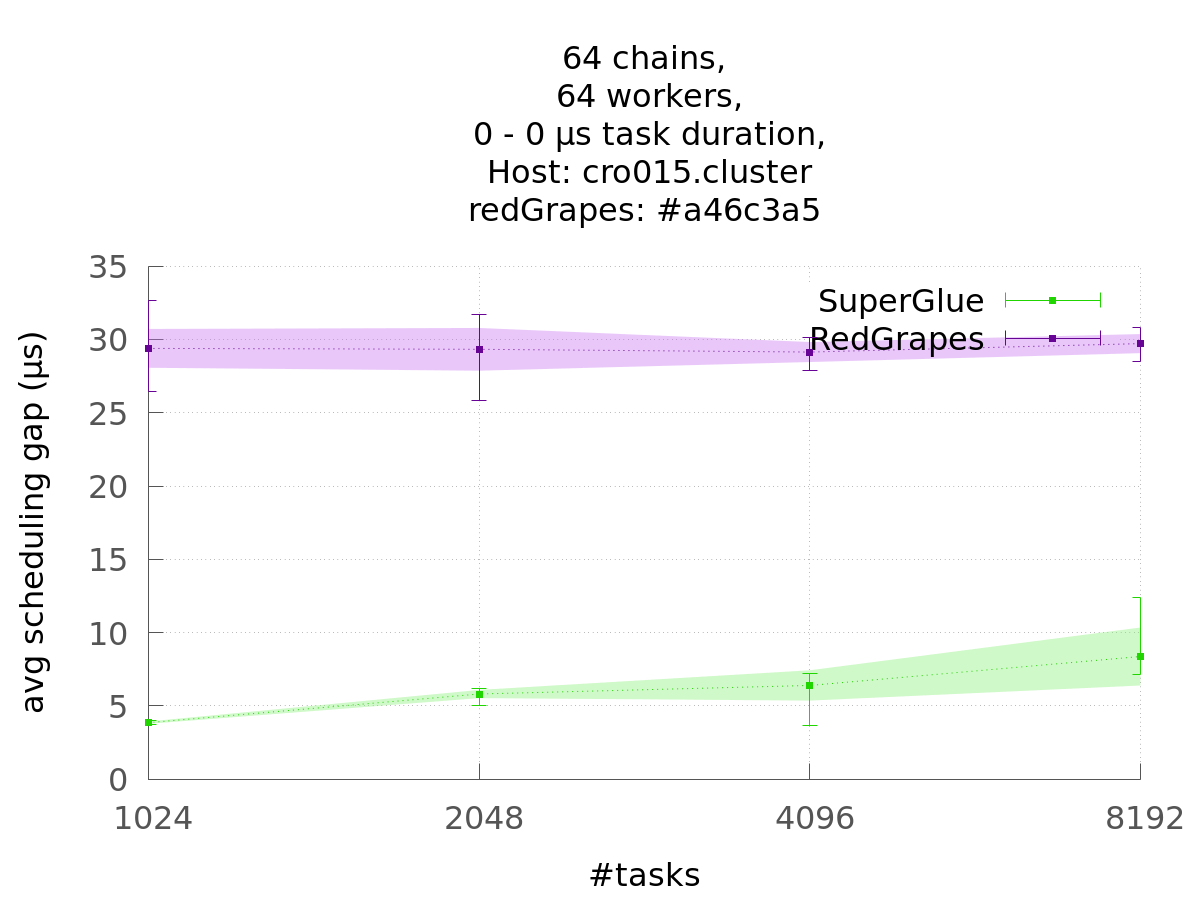 64 chains,
64 workers,
0 - 0 µs task duration,
Host: cro015.cluster
redGrapes: #a46c3a5
SuperGlue
RedGrapes
avg scheduling gap (µs)
35
30
25
20
15
10
5
0
1024 2048 4096 8192
#tasks